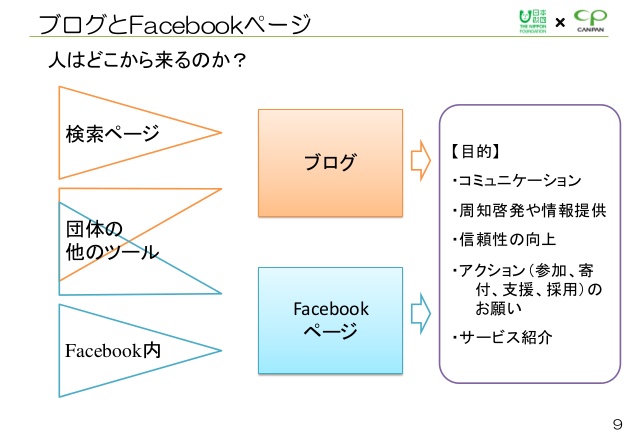 ブログとFacebookページ
日本
財団
THE NIPPON
FOUNDATION
×
CANPAN
人はどこから来るのか？
検索ページ
団体の
他のツール
Facebook内
ブログ
Facebook
ページ
【目的】
・コミュニケーション
・周知啓発や情報提供
・信頼性の向上
・アクション（参加、寄
付、支援、採用）の
お願い
・サービス紹介
9